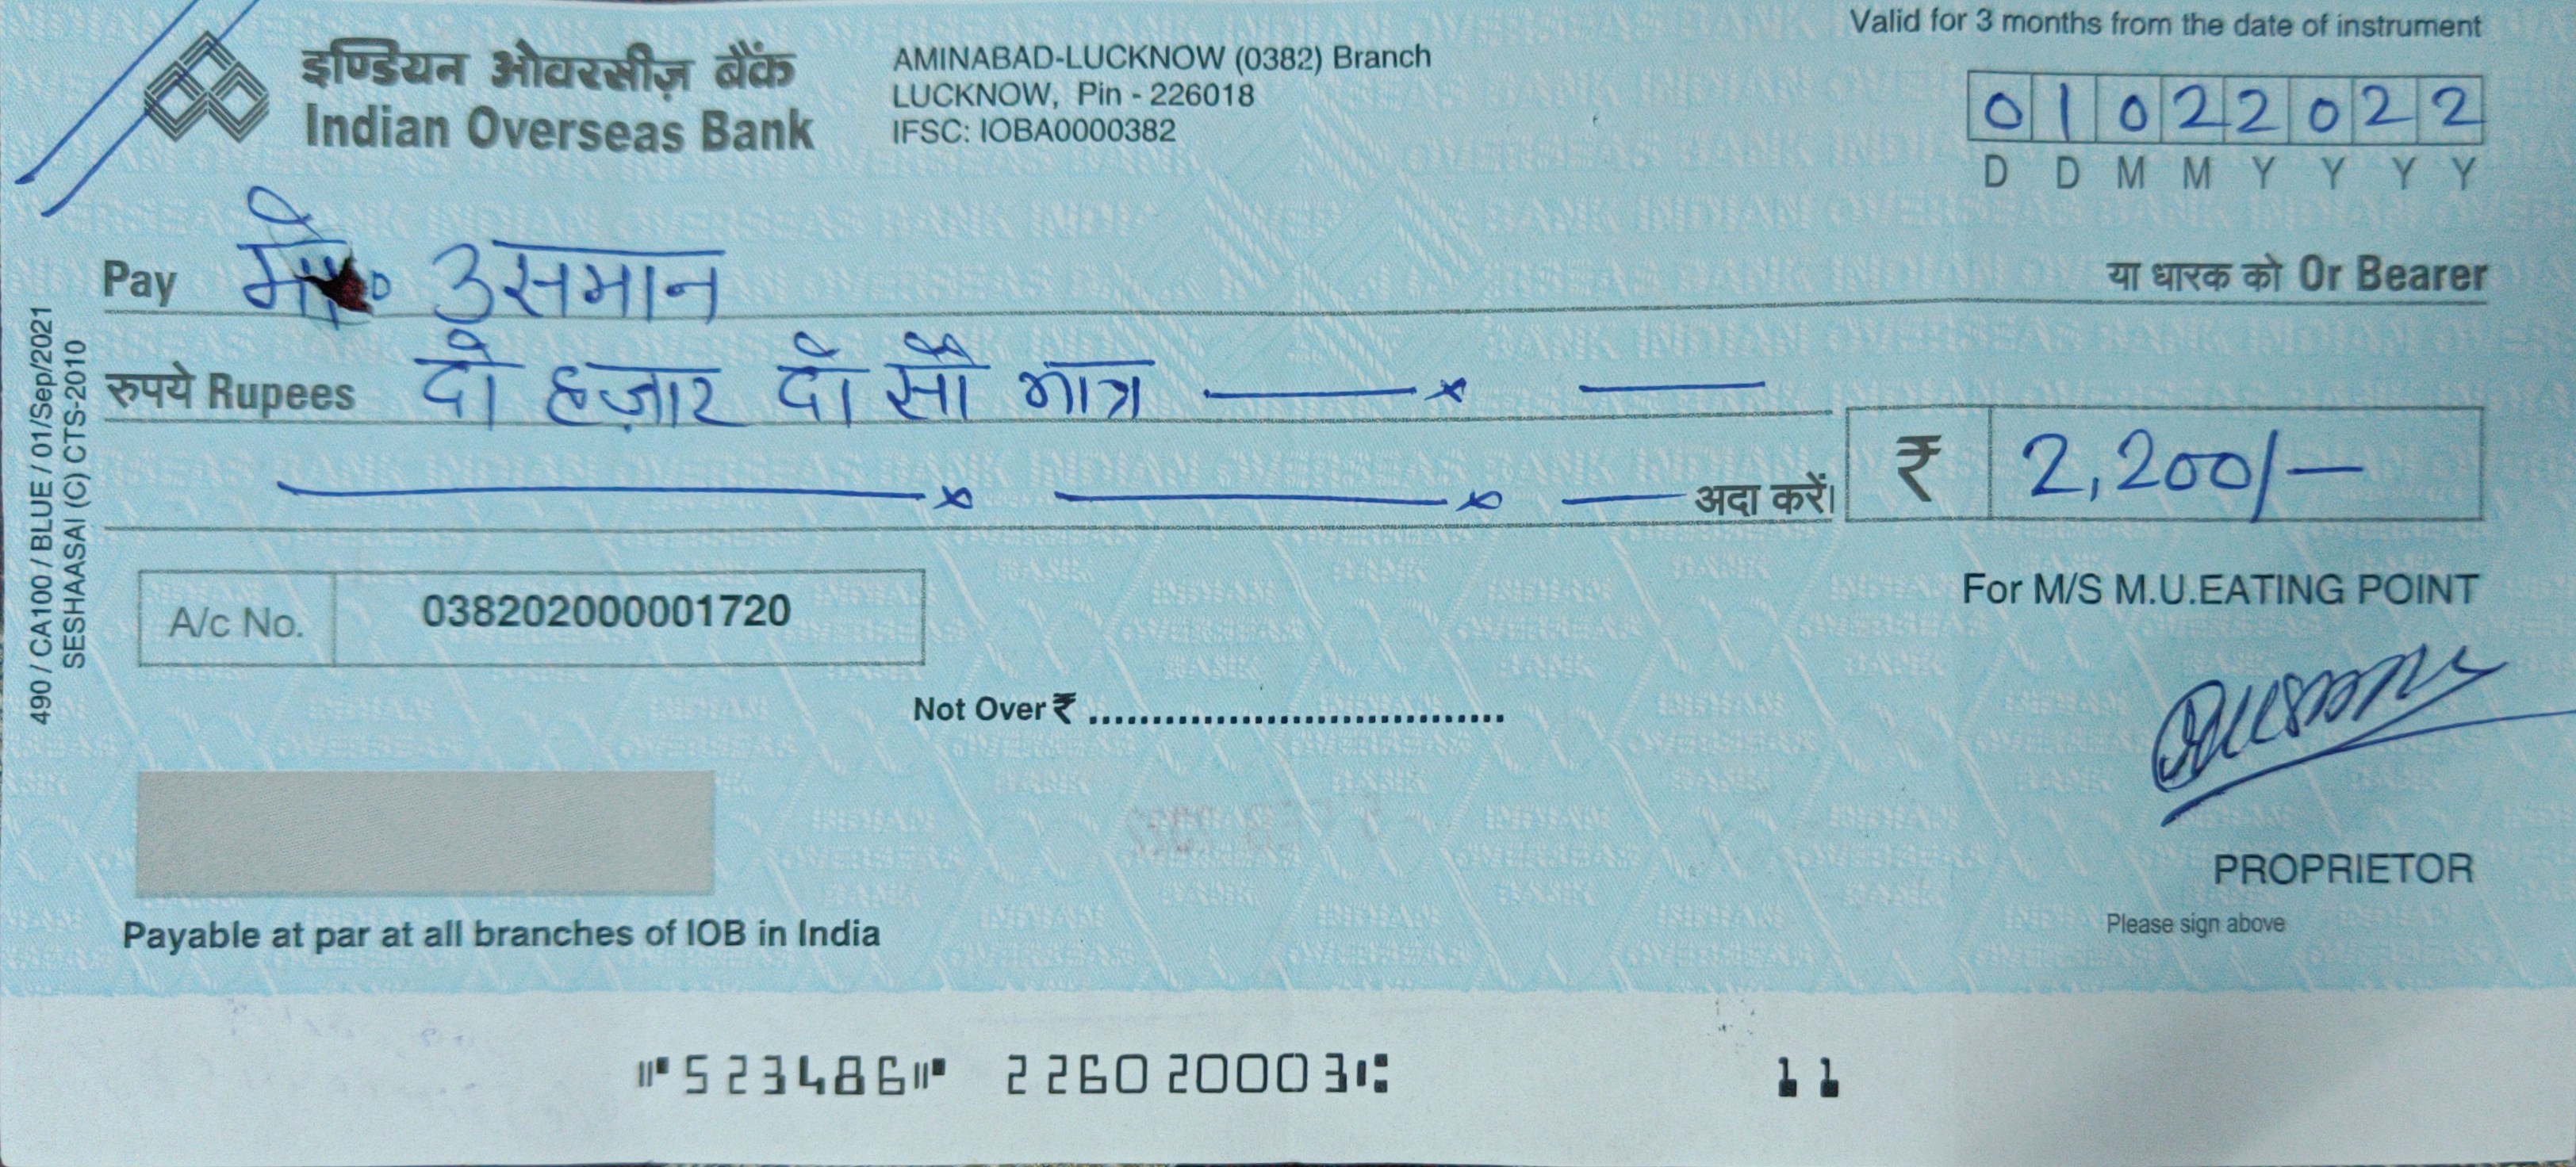 Valid for 3 months from the date of instrument
इण्डियन ओवरसीज़ बैंक
Indian Overseas Bank
AMINABAD-LUCKNOW (0382) Branch
LUCKNOW, Pin - 226018
IFSC: IOBA0000382
0 1 0 2 2 0 2 2
D D M M Y Y Y Y
Pay मो० उसमान या धारक को Or Bearer
रुपये Rupees दो हज़ार दो सौ मात्र
अदा करें।
₹ 2,200/-
A/c No. 038202000001720
For M/S M.U.EATING POINT
Not Over ₹ ................................
PROPRIETOR
Please sign above
Payable at par at all branches of IOB in India
490 / CA100 / BLUE / 01/Sep/2021
SESHAASAI (C) CTS-2010
⑈523486⑈ 226020003⑆ 11